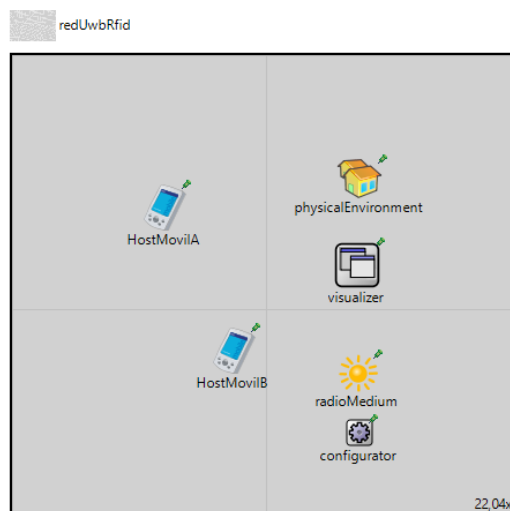 redUwbRfid
physicalEnvironment
HostMovilA
visualizer
HostMovilB
radioMedium
configurator
22,04x